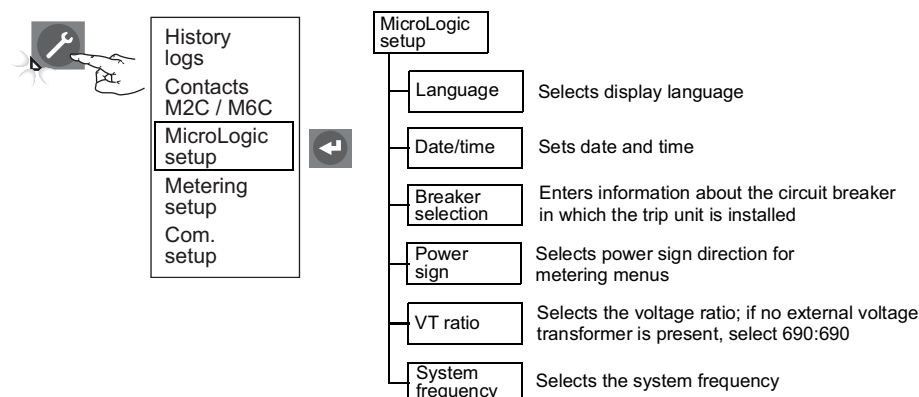 History
logs
Contacts
M2C / M6C
MicroLogic
setup
Metering
setup
Com.
setup
MicroLogic
setup
Language
Selects display language
Date/time
Sets date and time
Breaker
selection
Enters information about the circuit breaker
in which the trip unit is installed
Power
sign
Selects power sign direction for
metering menus
VT ratio
Selects the voltage ratio; if no external voltage
transformer is present, select 690:690
System
frequency
Selects the system frequency